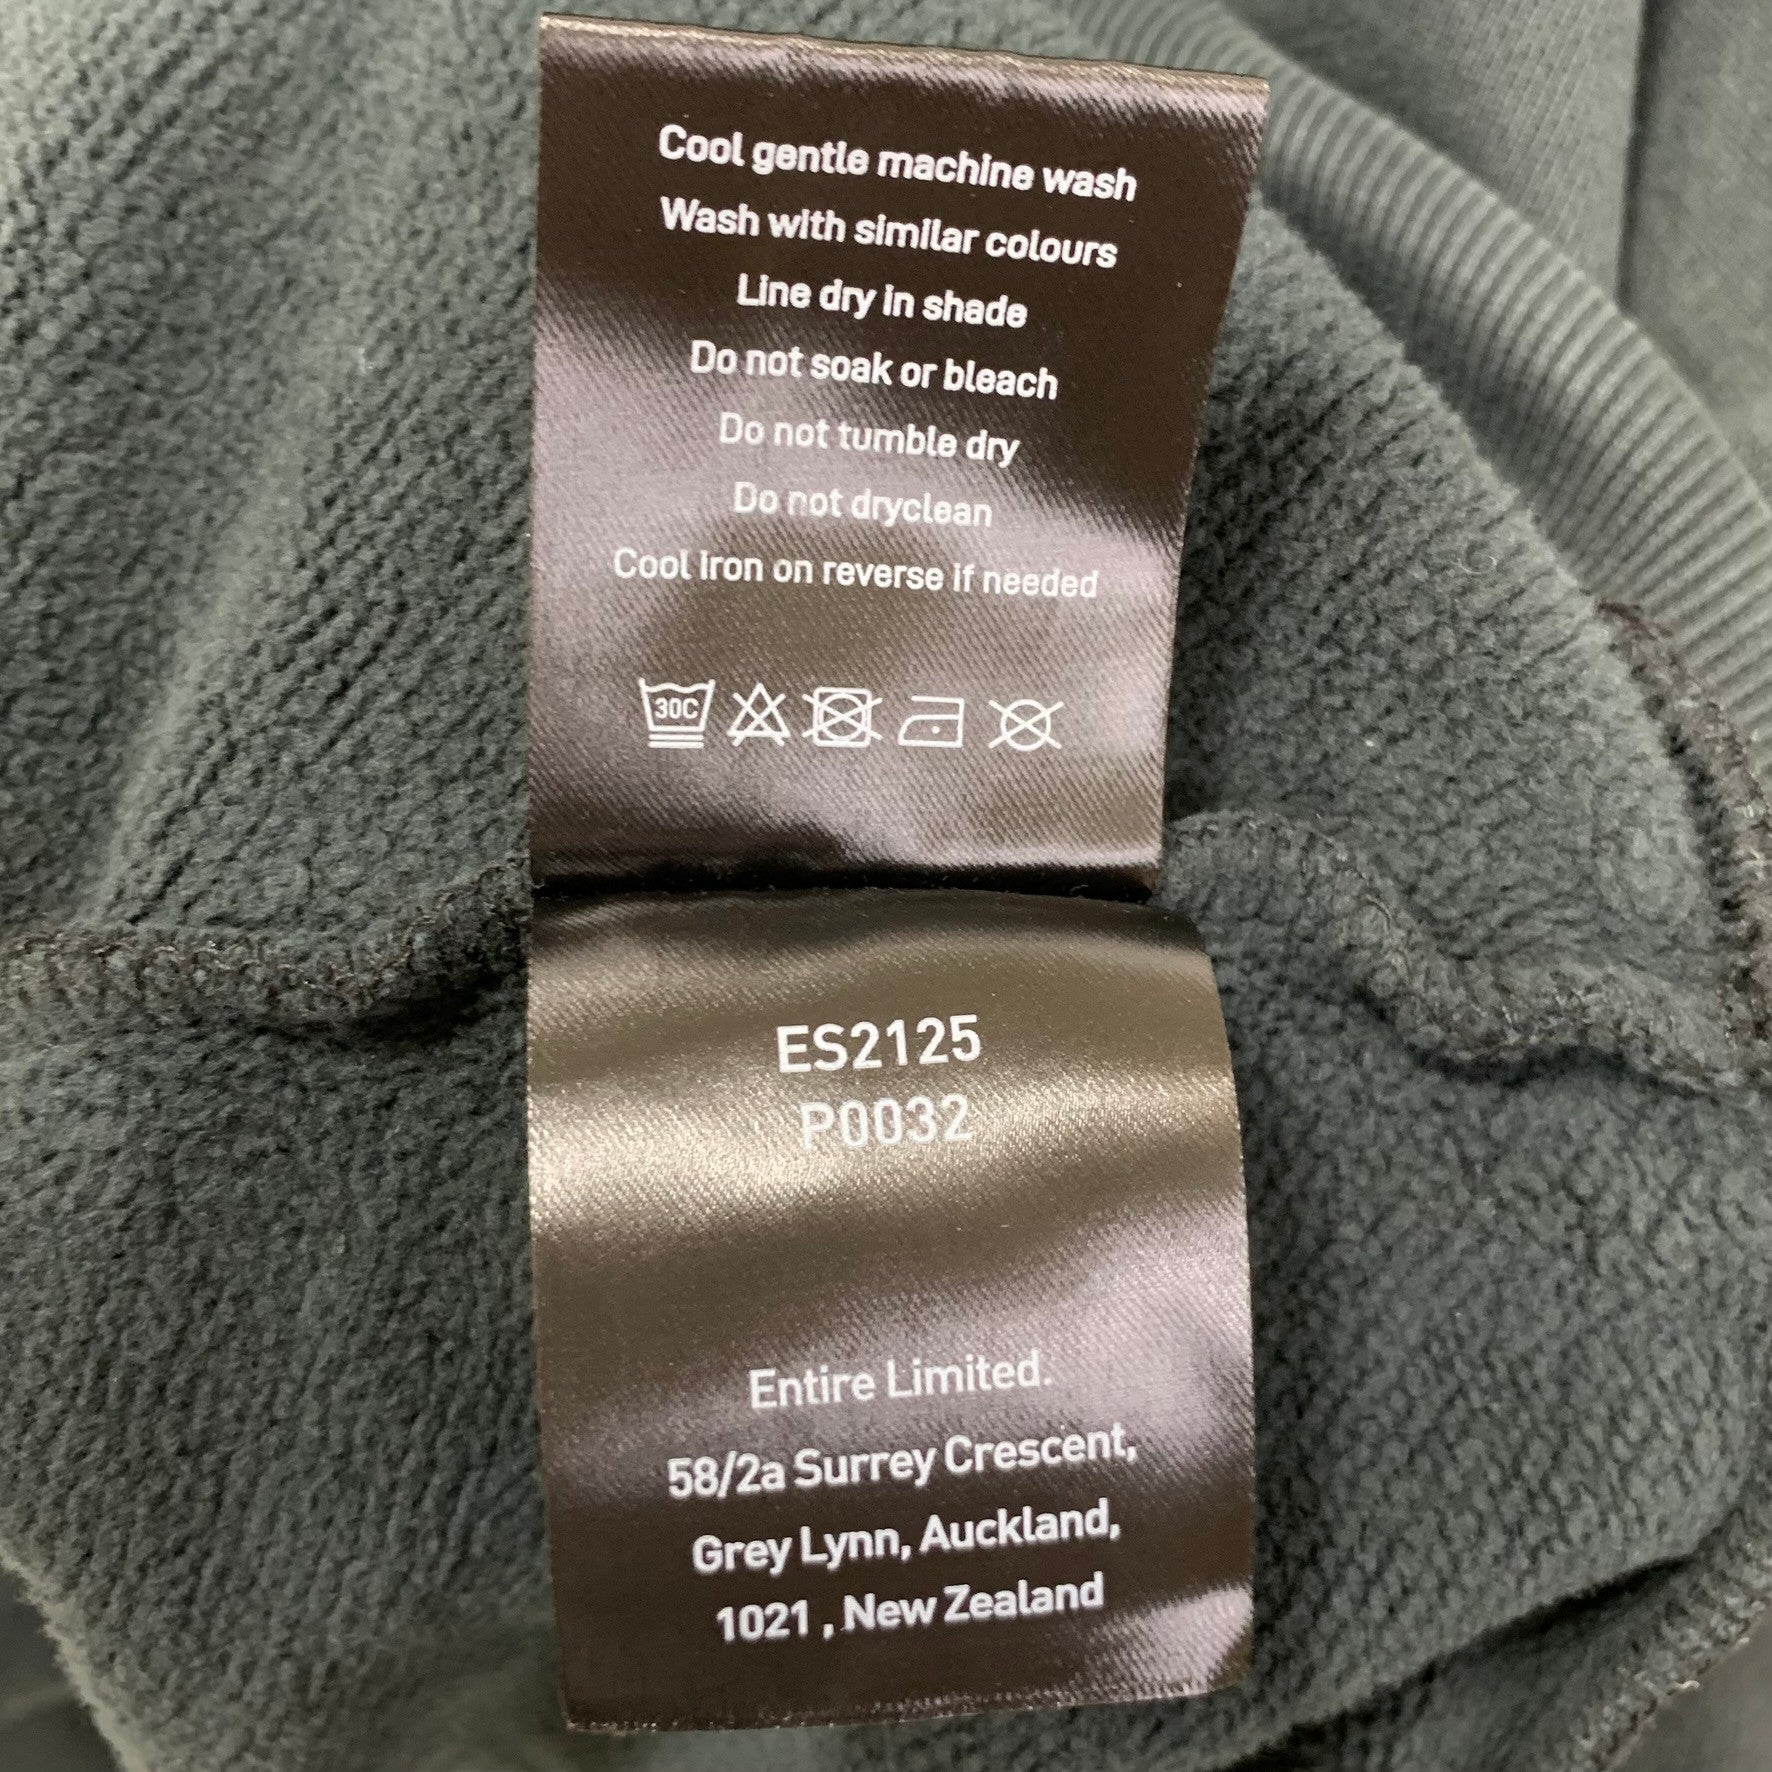 Cool gentle machine wash
Wash with similar colours
Line dry in shade
Do not soak or bleach
Do not tumble dry
Do not dryclean
Cool iron on reverse if needed
30C
ES2125
P0032
Entire Limited.
58/2a Surrey Crescent,
Grey Lynn, Auckland,
1021 , New Zealand